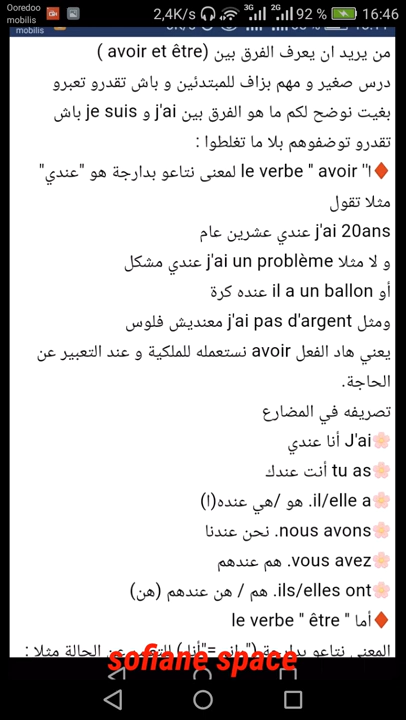 Ooredoo
mobilis
2,4K/s 3G 2G 92 % 16:46
mobilis
من يريد ان يعرف الفرق بين (avoir et être )
درس صغير و مهم بزاف للمبتدئين و باش تقدرو تعبرو
بغيت نوضح لكم ما هو الفرق بين j'ai و je suis باش
تقدرو توضفوهم بلا ما تغلطوا :
♦ا" le verbe " avoir لمعنى نتاعو بدارجة هو "عندي"
مثلا تقول
j'ai 20ans عندي عشرين عام
و لا مثلا j'ai un problème عندي مشكل
أو il a un ballon عنده كرة
ومثل j'ai pas d'argent معنديش فلوس
يعني هاد الفعل avoir نستعمله للملكية و عند التعبير عن
الحاجة.
تصريفه في المضارع
🌸J'ai أنا عندي
🌸tu as أنت عندك
🌸il/elle a. هو /هي عنده(ا)
🌸nous avons. نحن عندنا
🌸vous avez. هم عندهم
🌸ils/elles ont. هم / هن عندهم (هن)
♦أما " le verbe " être
المعنى نتاعو بدارجة
sofiane space